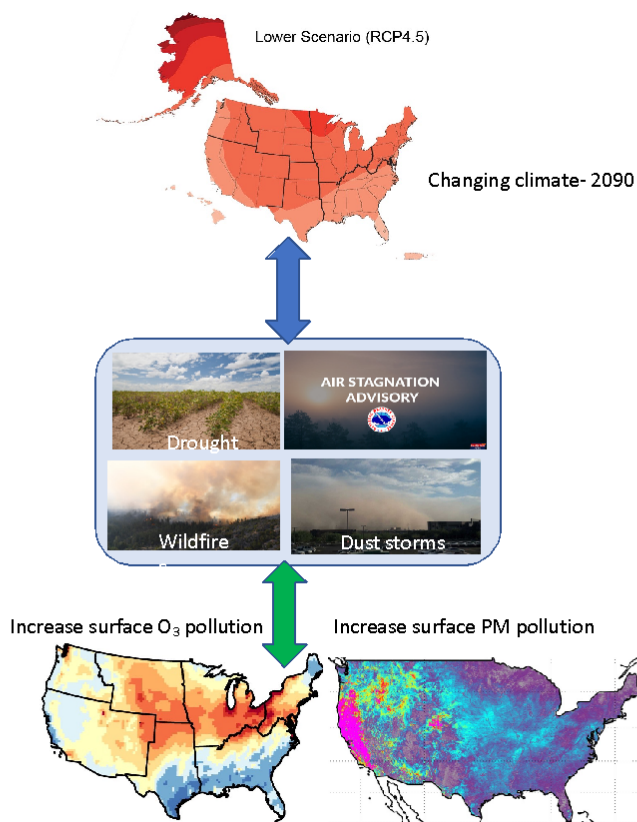 Lower Scenario (RCP4.5)
Changing climate- 2090
AIR STAGNATION
ADVISORY
Drought
Wildfire
Dust storms
Increase surface O₃ pollution
Increase surface PM pollution